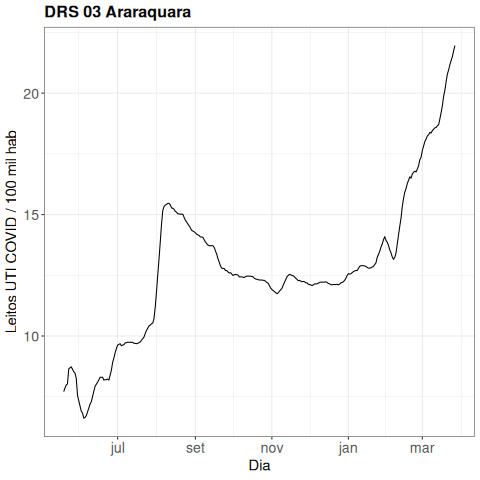 DRS 03 Araraquara
Leitos UTI COVID / 100 mil hab
20
15
10
jul set nov jan mar
Dia